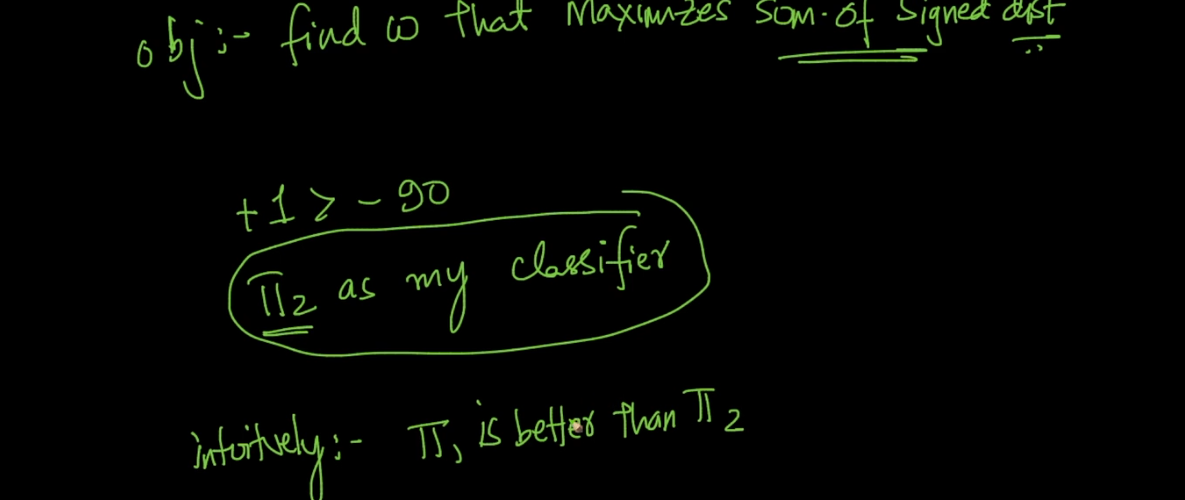 obj:- find ω that Maximizes sum of signed dist
+1 > - 90
π2 as my classifier
intuitively:- π1 is better than π2